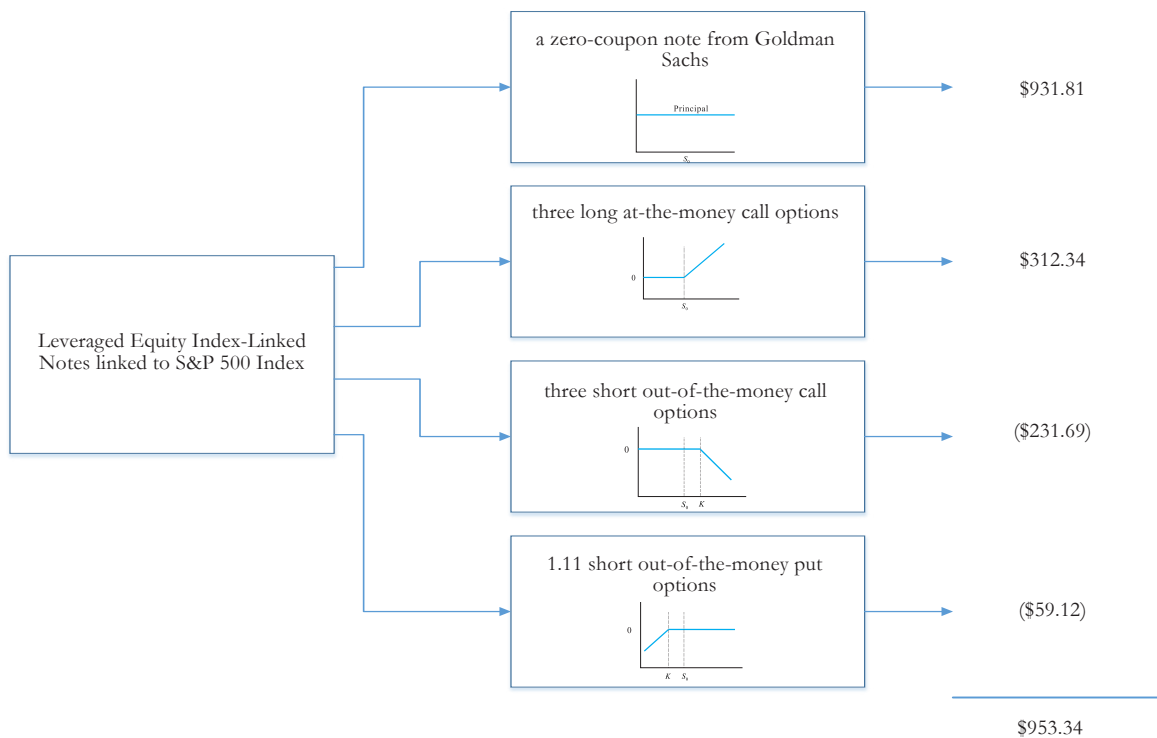 a zero-coupon note from Goldman
Sachs
Principal
S₀
$931.81
three long at-the-money call options
0
S₀
$312.34
Leveraged Equity Index-Linked
Notes linked to S&P 500 Index
three short out-of-the-money call
options
0
S₀ K
($231.69)
1.11 short out-of-the-money put
options
0
K S₀
($59.12)
$953.34